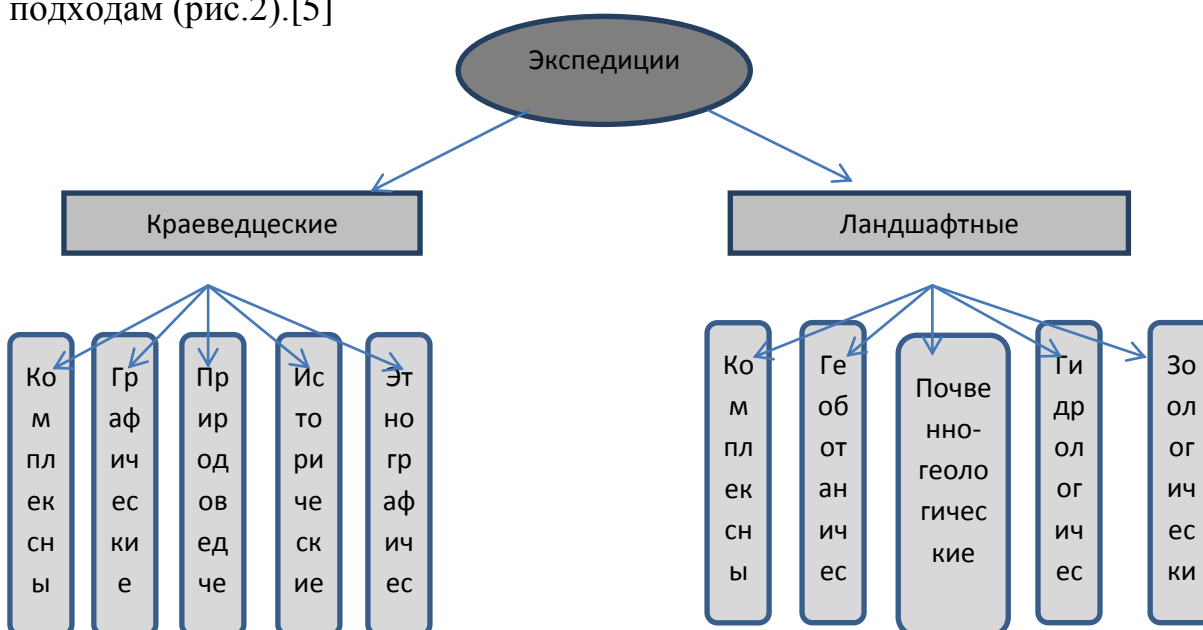 подходам (рис.2).[5]
Экспедиции
Краеведцеские
Ландшафтные
Ко
м
пл
ек
сн
ы
Гр
аф
ич
ес
ки
е
Пр
ир
од
ов
ед
че
Ис
то
ри
че
ск
ие
Эт
но
гр
аф
ич
ес
Ко
м
пл
ек
сн
ы
Ге
об
от
ан
ич
ес
Почве
нно-
геоло
гичес
кие
Ги
др
ол
ог
ич
ес
Зо
ол
ог
ич
ес
ки